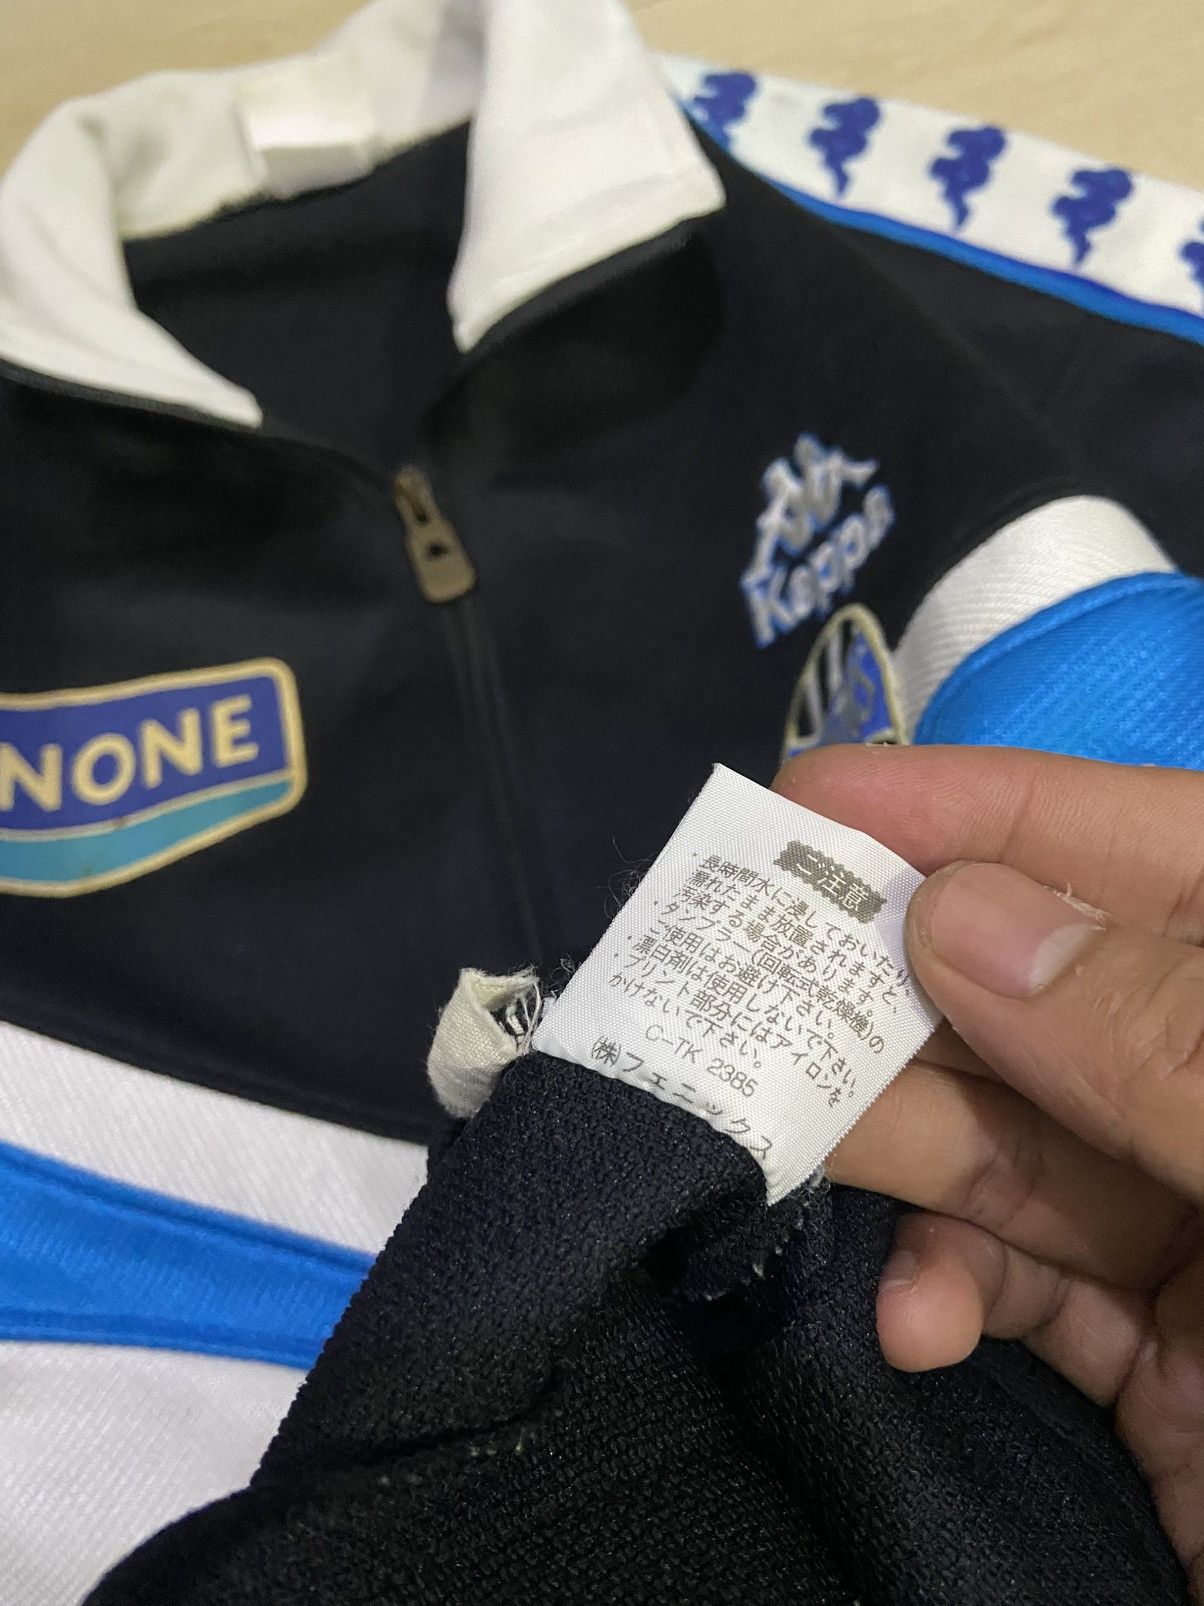 Kappa
NONE
ご注意
・長時間水に浸しておいたり、
濡れたまま放置されますと、
汚染する場合があります。
・タンブラー(回転式乾燥機)の
ご使用はお避け下さい。
・漂白剤は使用しないで下さい。
・プリント部分にはアイロンを
かけないで下さい。
C-TK 2385
(株)フェニックス